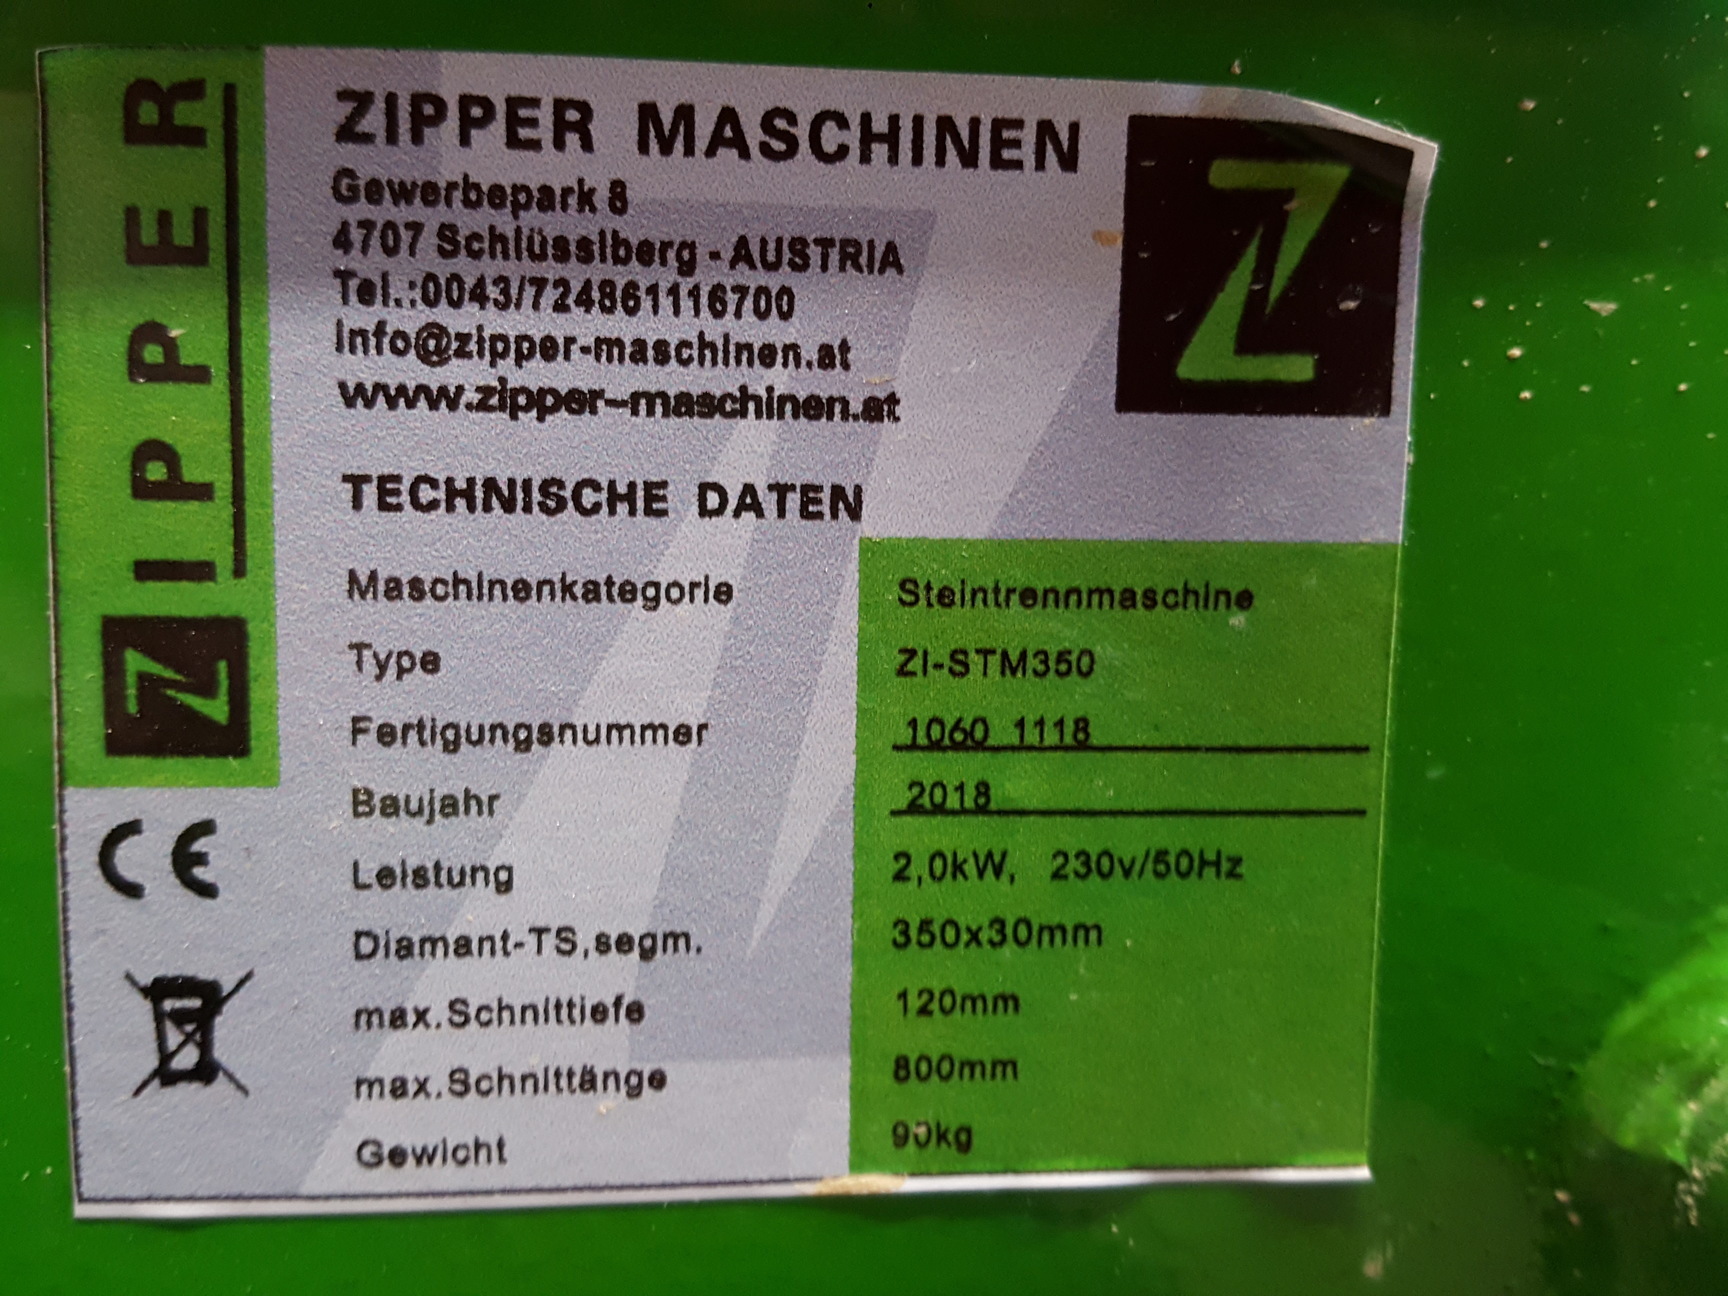 ZIPPER
ZIPPER MASCHINEN
Gewerbepark 8
4707 Schlüsslberg - AUSTRIA
Tel.:0043/724861116700
info@zipper-maschinen.at
www.zipper-maschinen.at
TECHNISCHE DATEN
Maschinenkategorie Steintrennmaschine
Type ZI-STM350
Fertigungsnummer 1060 1118
Baujahr 2018
Leistung 2,0kW, 230v/50Hz
Diamant-TS,segm. 350x30mm
max.Schnittiefe 120mm
max.Schnittänge 800mm
Gewicht 90kg
CE